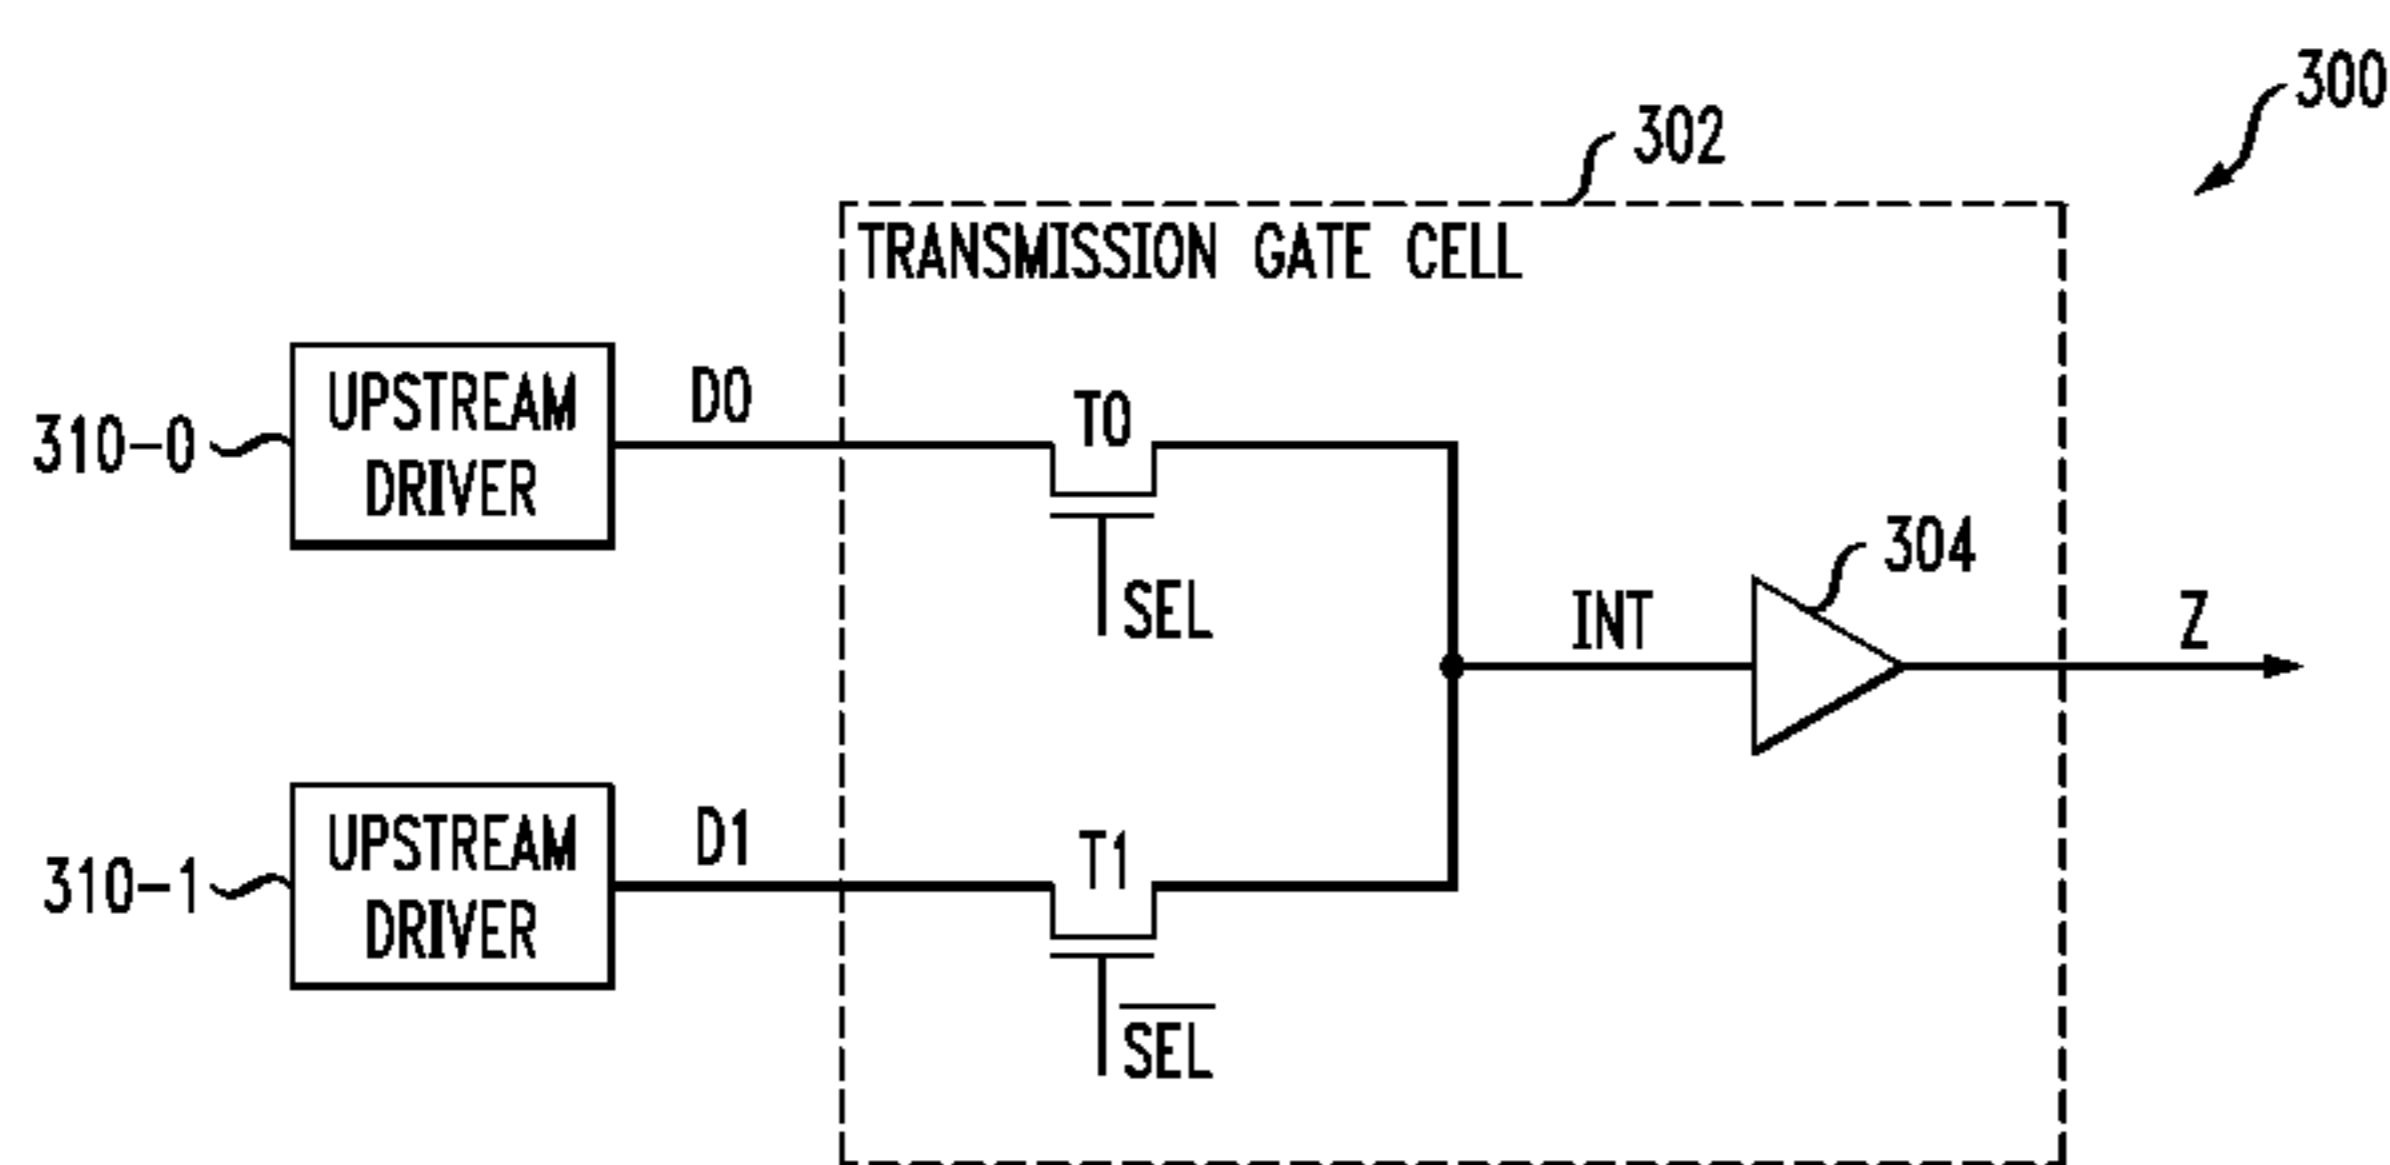 300
302
TRANSMISSION GATE CELL
310-0
UPSTREAM
DRIVER
D0
T0
SEL
304
INT
Z
310-1
UPSTREAM
DRIVER
D1
T1
S̅E̅L̅